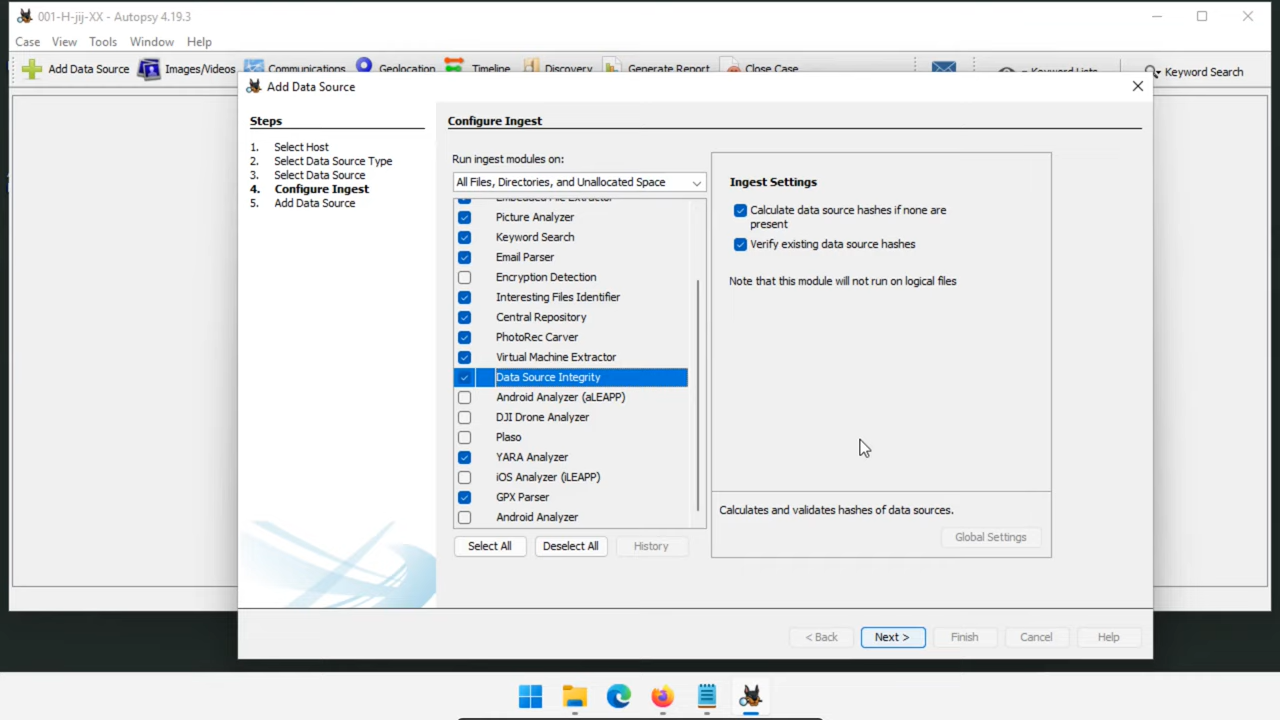 001-H-jij-XX - Autopsy 4.19.3
Case View Tools Window Help
Add Data Source Images/Videos Communications Geolocation Timeline Discovery Generate Report Close Case Keyword Lists Keyword Search
Add Data Source
Steps
1. Select Host
2. Select Data Source Type
3. Select Data Source
4. Configure Ingest
5. Add Data Source
Configure Ingest
Run ingest modules on:
All Files, Directories, and Unallocated Space
Embedded File Extractor
Picture Analyzer
Keyword Search
Email Parser
Encryption Detection
Interesting Files Identifier
Central Repository
PhotoRec Carver
Virtual Machine Extractor
Data Source Integrity
Android Analyzer (aLEAPP)
DJI Drone Analyzer
Plaso
YARA Analyzer
iOS Analyzer (iLEAPP)
GPX Parser
Android Analyzer
Select All Deselect All History
Ingest Settings
Calculate data source hashes if none are
present
Verify existing data source hashes
Note that this module will not run on logical files
Calculates and validates hashes of data sources.
Global Settings
< Back Next > Finish Cancel Help